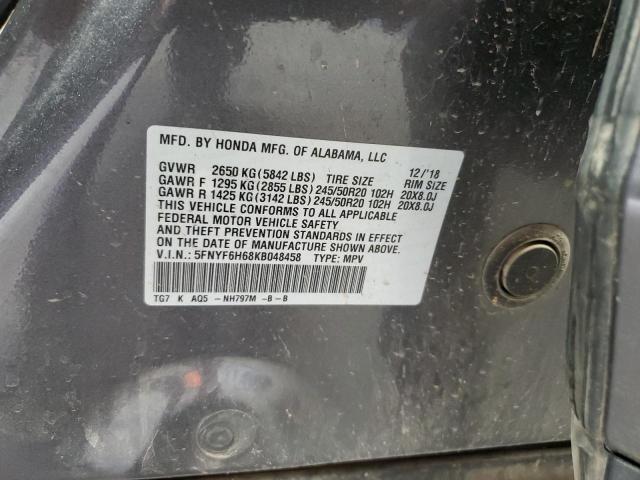 MFD. BY HONDA MFG. OF ALABAMA, LLC
GVWR 2650 KG (5842 LBS) TIRE SIZE 12/'18 RIM SIZE
GAWR F 1295 KG (2855 LBS) 245/50R20 102H 20X8.0J
GAWR R 1425 KG (3142 LBS) 245/50R20 102H 20X8.0J
THIS VEHICLE CONFORMS TO ALL APPLICABLE
FEDERAL MOTOR VEHICLE SAFETY
AND THEFT PREVENTION STANDARDS IN EFFECT
ON THE DATE OF MANUFACTURE SHOWN ABOVE.
V.I.N.: 5FNYF6H68KB048458 TYPE: MPV
TG7 K AQ5 -NH797M -B-B